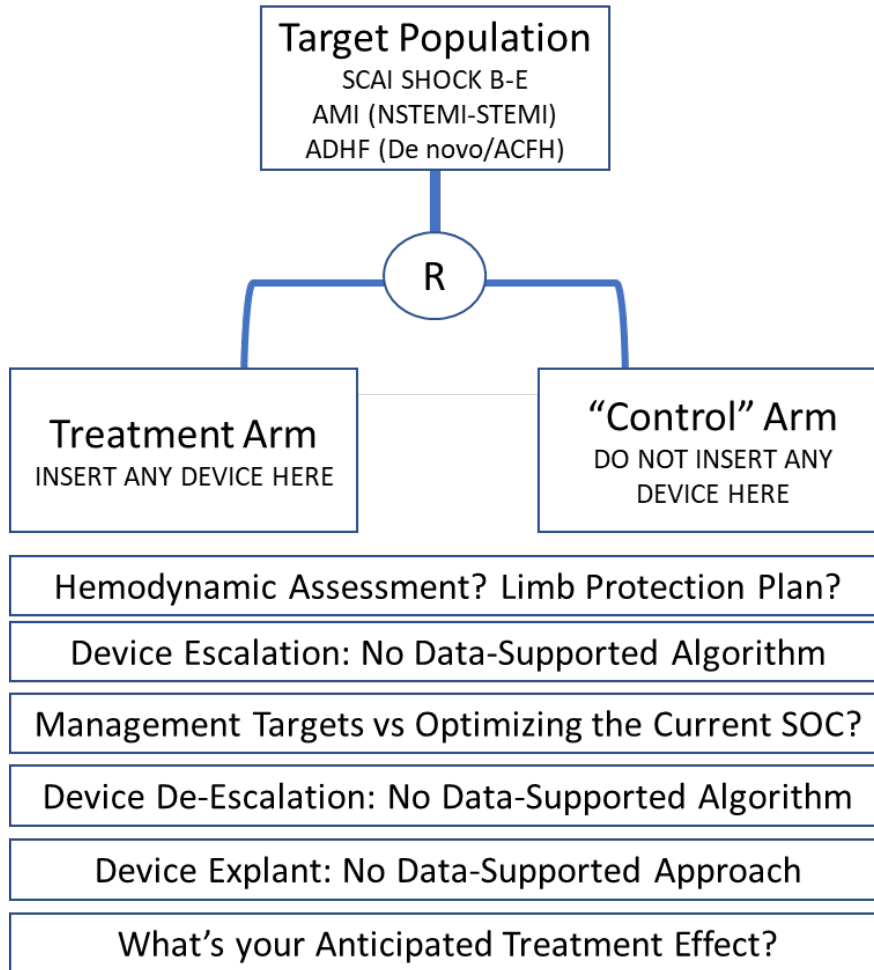 Target Population
SCAI SHOCK B-E
AMI (NSTEMI-STEMI)
ADHF (De novo/ACFH)
R
Treatment Arm
INSERT ANY DEVICE HERE
“Control” Arm
DO NOT INSERT ANY
DEVICE HERE
Hemodynamic Assessment? Limb Protection Plan?
Device Escalation: No Data-Supported Algorithm
Management Targets vs Optimizing the Current SOC?
Device De-Escalation: No Data-Supported Algorithm
Device Explant: No Data-Supported Approach
What’s your Anticipated Treatment Effect?